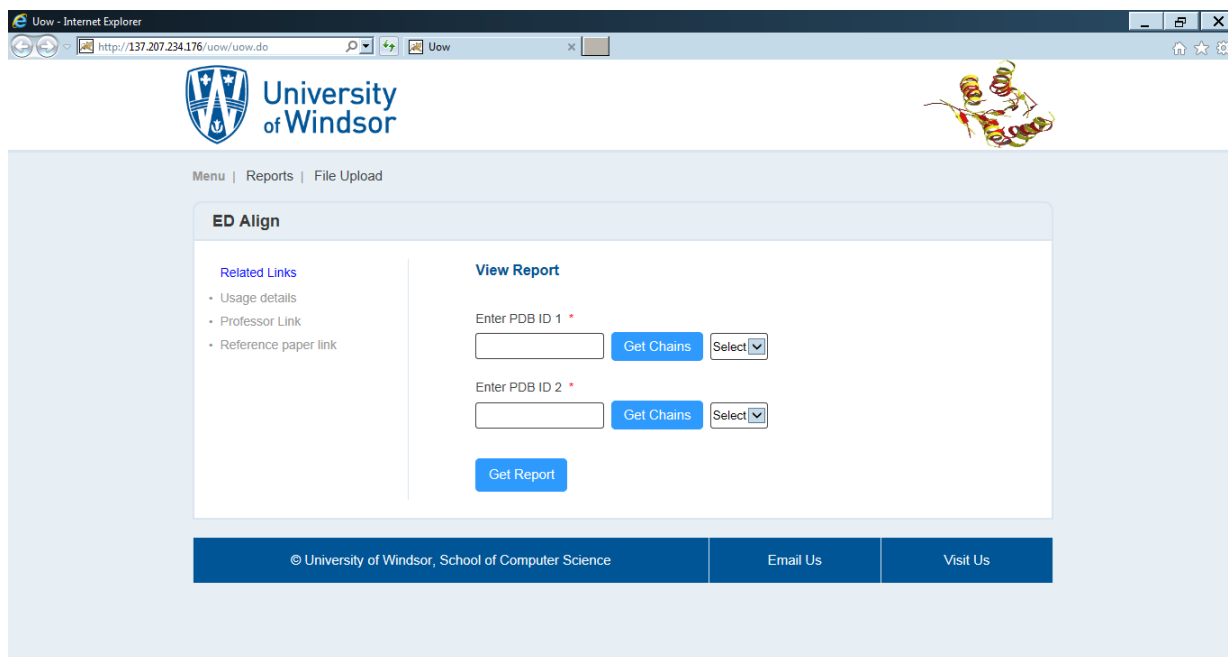 Uow - Internet Explorer
http://137.207.234.176/uow/uow.do
Uow
University
of Windsor
Menu | Reports | File Upload
ED Align
Related Links
• Usage details
• Professor Link
• Reference paper link
View Report
Enter PDB ID 1 *
Get Chains Select
Enter PDB ID 2 *
Get Chains Select
Get Report
© University of Windsor, School of Computer Science Email Us Visit Us